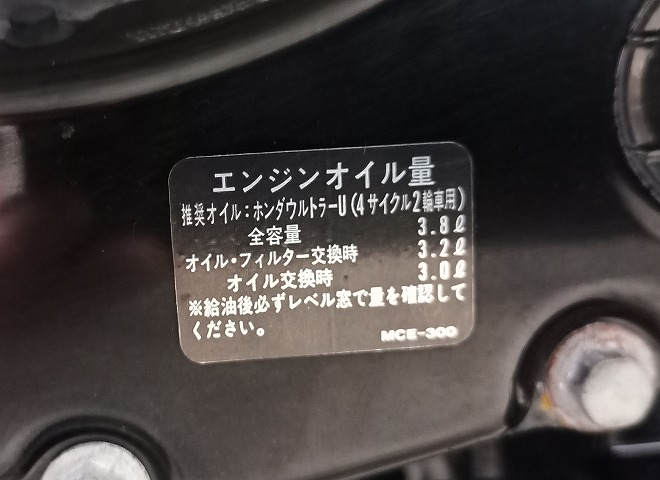 エンジンオイル量
推奨オイル:ホンダウルトラーU(4サイクル2輪車用)
全容量 3.8ℓ
オイル・フィルター交換時 3.2ℓ
オイル交換時 3.0ℓ
※給油後必ずレベル窓で量を確認して
ください。
MCE-300